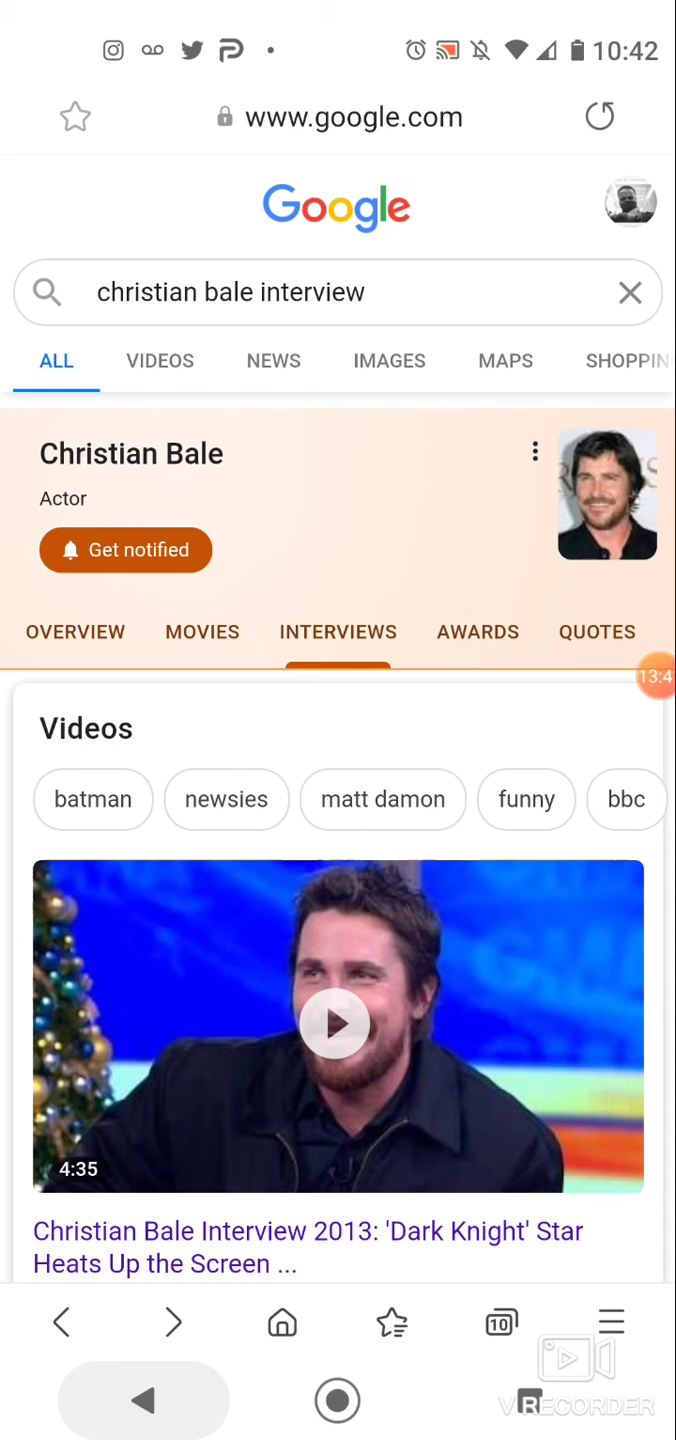 10:42
www.google.com
Google
christian bale interview
ALL VIDEOS NEWS IMAGES MAPS SHOPPIN
Christian Bale
Actor
Get notified
OVERVIEW MOVIES INTERVIEWS AWARDS QUOTES
13:4
Videos
batman newsies matt damon funny bbc
4:35
Christian Bale Interview 2013: 'Dark Knight' Star
Heats Up the Screen ...
10
VRECORDER